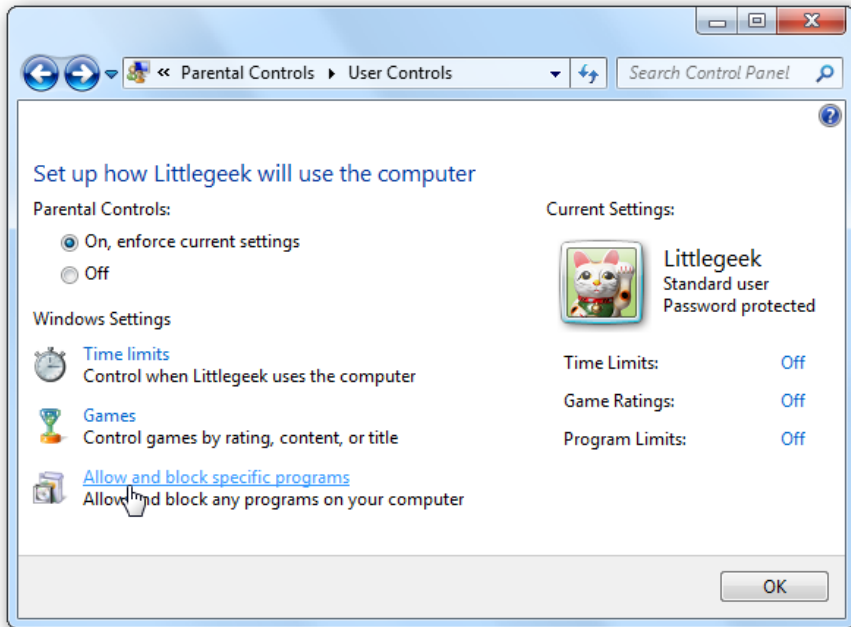 « Parental Controls ▸ User Controls
Search Control Panel
Set up how Littlegeek will use the computer
Parental Controls:
On, enforce current settings
Off
Windows Settings
Time limits
Control when Littlegeek uses the computer
Games
Control games by rating, content, or title
Allow and block specific programs
Allow and block any programs on your computer
Current Settings:
Littlegeek
Standard user
Password protected
Time Limits: Off
Game Ratings: Off
Program Limits: Off
OK